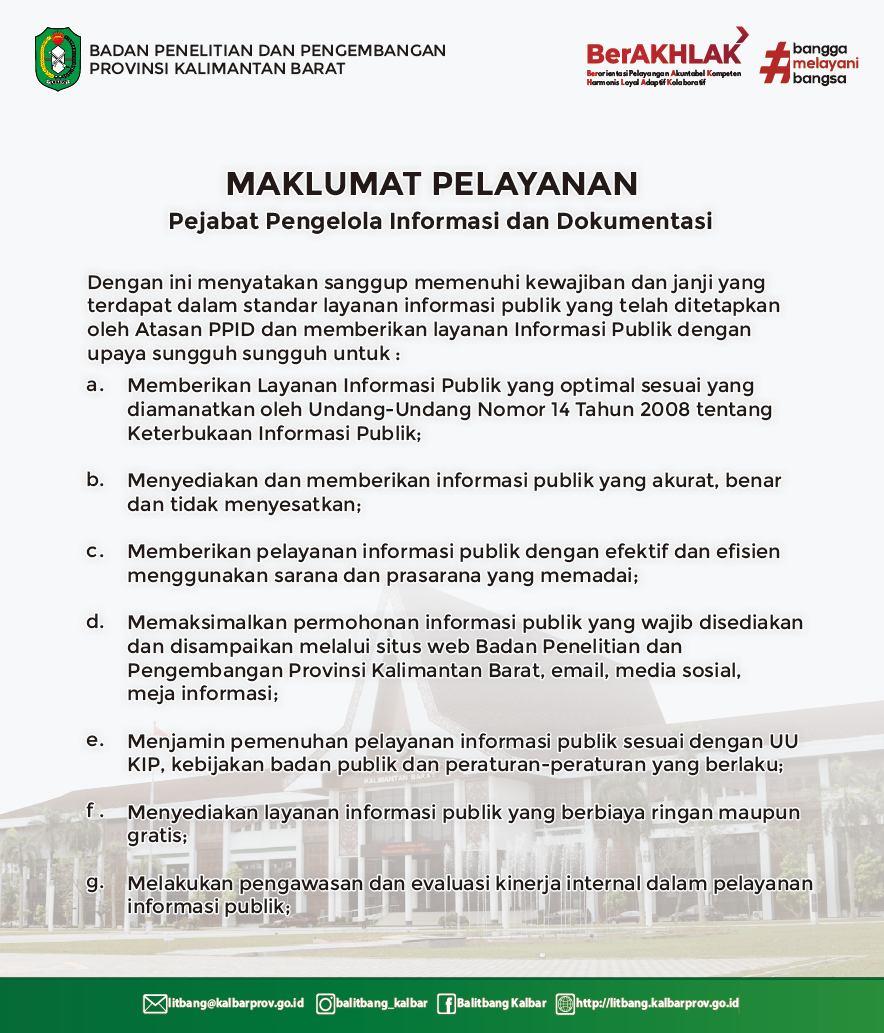 BADAN PENELITIAN DAN PENGEMBANGAN
PROVINSI KALIMANTAN BARAT
BerAKHLAK
Berorientasi Pelayangan Akuntabel Kompeten
Harmonis Loyal Adaptif Kolaboratif
#
bangga
melayani
bangsa
MAKLUMAT PELAYANAN
Pejabat Pengelola Informasi dan Dokumentasi
Dengan ini menyatakan sanggup memenuhi kewajiban dan janji yang
terdapat dalam standar layanan informasi publik yang telah ditetapkan
oleh Atasan PPID dan memberikan layanan Informasi Publik dengan
upaya sungguh sungguh untuk :
a. Memberikan Layanan Informasi Publik yang optimal sesuai yang
diamanatkan oleh Undang-Undang Nomor 14 Tahun 2008 tentang
Keterbukaan Informasi Publik;
b. Menyediakan dan memberikan informasi publik yang akurat, benar
dan tidak menyesatkan;
c. Memberikan pelayanan informasi publik dengan efektif dan efisien
menggunakan sarana dan prasarana yang memadai;
d. Memaksimalkan permohonan informasi publik yang wajib disediakan
dan disampaikan melalui situs web Badan Penelitian dan
Pengembangan Provinsi Kalimantan Barat, email, media sosial,
meja informasi;
e. Menjamin pemenuhan pelayanan informasi publik sesuai dengan UU
KIP, kebijakan badan publik dan peraturan-peraturan yang berlaku;
KALIMANTAN BARAT
f. Menyediakan layanan informasi publik yang berbiaya ringan maupun
gratis;
g. Melakukan pengawasan dan evaluasi kinerja internal dalam pelayanan
informasi publik;
litbang@kalbarprov.go.id balitbang_kalbar Balitbang Kalbar http://litbang.kalbarprov.go.id